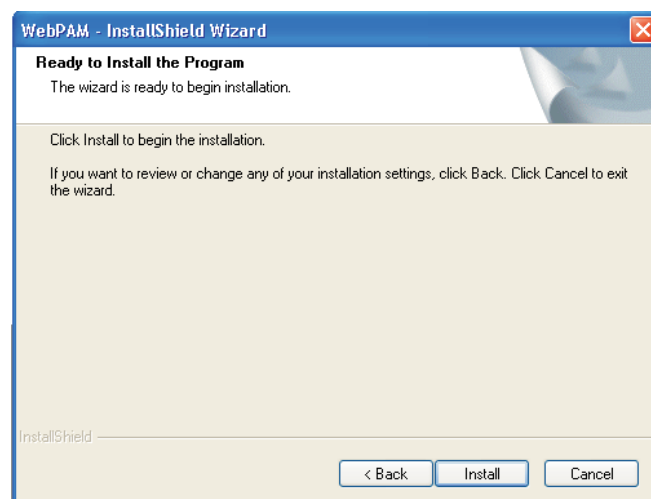 WebPAM - InstallShield Wizard
Ready to Install the Program
The wizard is ready to begin installation.
Click Install to begin the installation.
If you want to review or change any of your installation settings, click Back. Click Cancel to exit
the wizard.
InstallShield
< Back Install Cancel